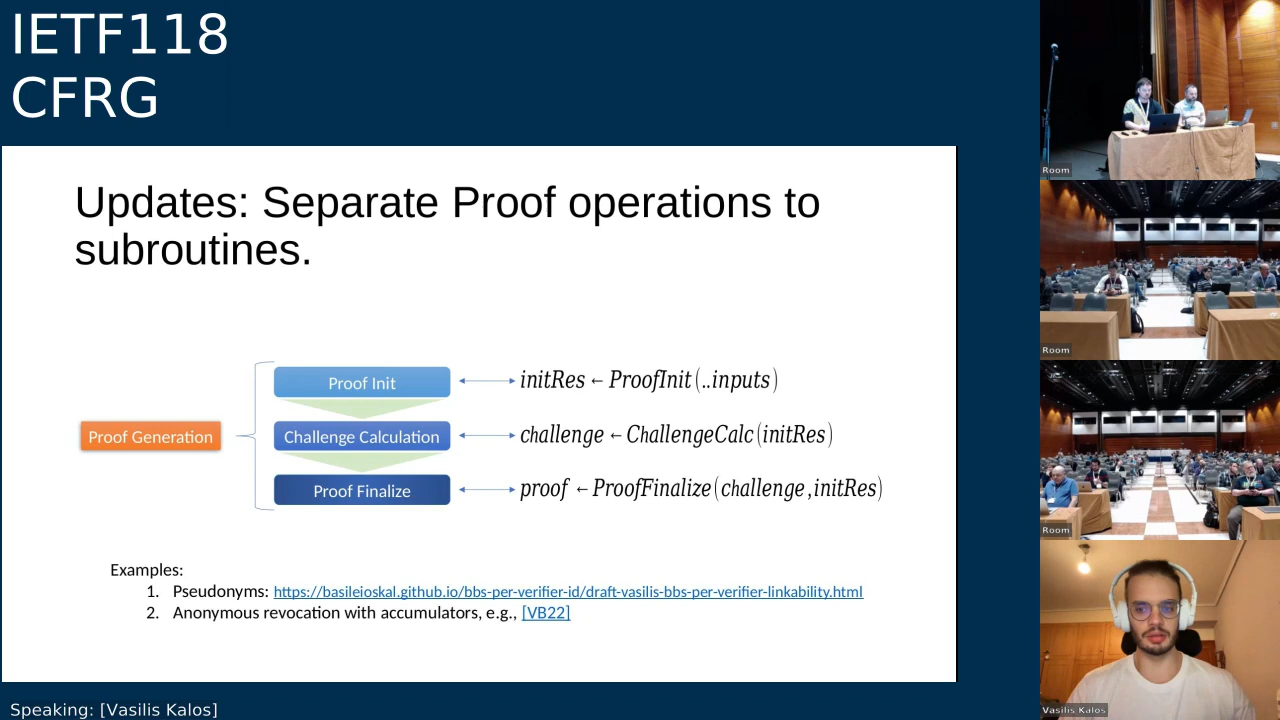 IETF118
CFRG
Updates: Separate Proof operations to
subroutines.
Proof Generation
Proof Init
initRes ← ProofInit(..inputs)
Challenge Calculation
challenge ← ChallengeCalc(initRes)
Proof Finalize
proof ← ProofFinalize(challenge,initRes)
Examples:
1. Pseudonyms: https://basileioskal.github.io/bbs-per-verifier-id/draft-vasilis-bbs-per-verifier-linkability.html
2. Anonymous revocation with accumulators, e.g., [VB22]
Speaking: [Vasilis Kalos]
Room
Room
Room
Vasilis Kalos